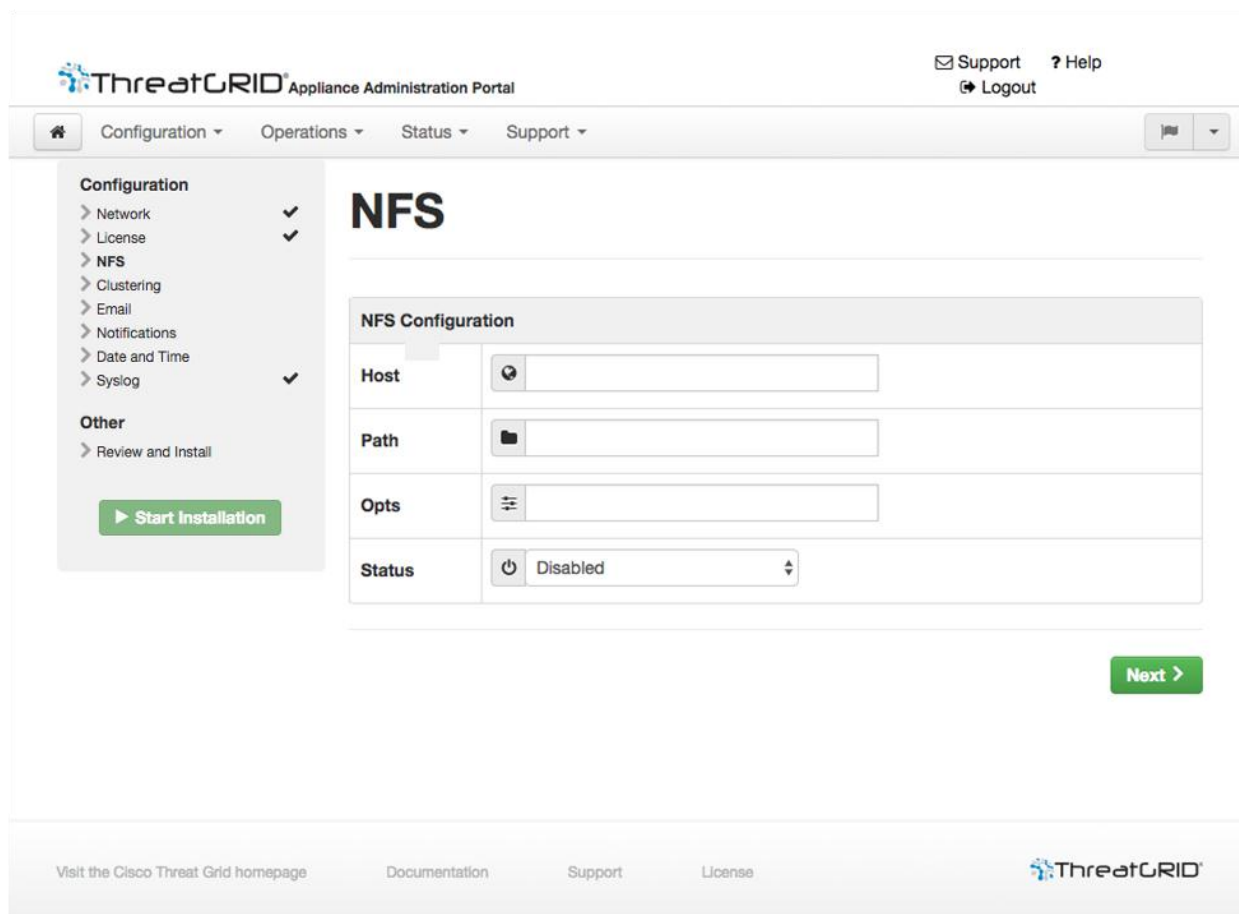 ThreatGRID Appliance Administration Portal
Support ? Help
Logout
Configuration Operations Status Support
Configuration
Network
License
NFS
Clustering
Email
Notifications
Date and Time
Syslog
Other
Review and Install
Start Installation
NFS
NFS Configuration
Host
Path
Opts
Status Disabled
Next
Visit the Cisco Threat Grid homepage Documentation Support License ThreatGRID